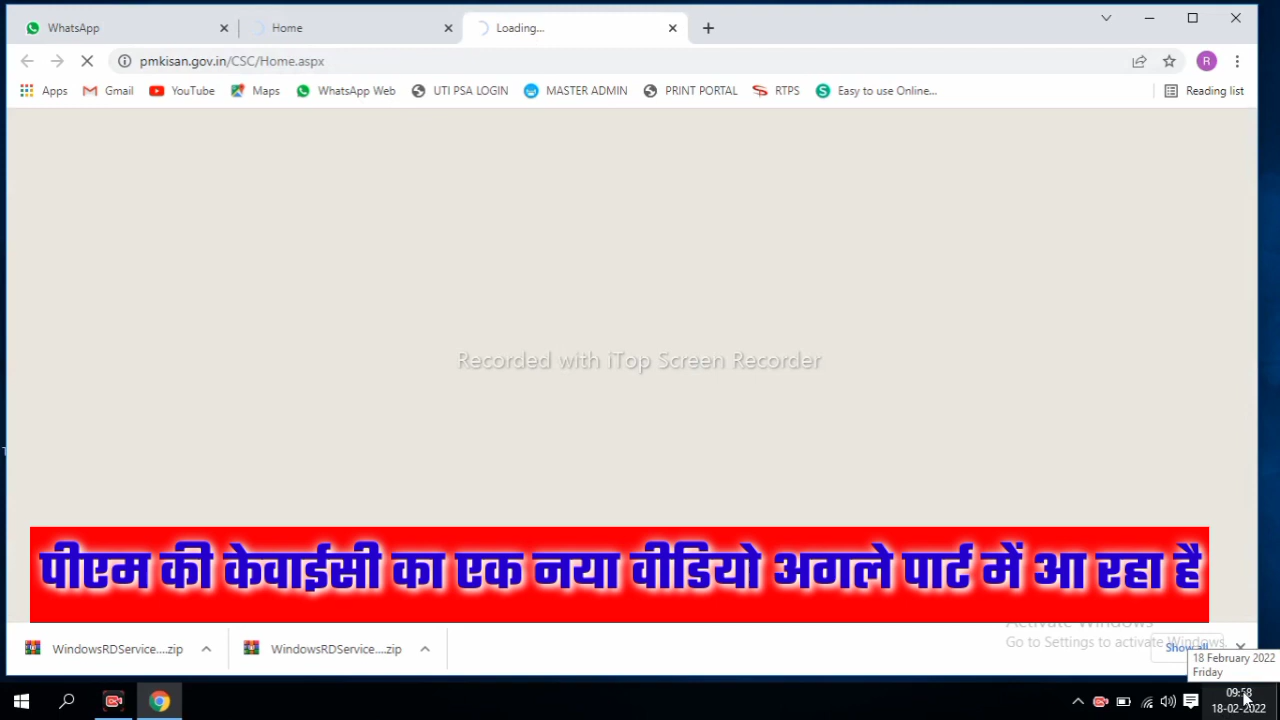 WhatsApp
Home
Loading...
pmkisan.gov.in/CSC/Home.aspx
R
Apps
Gmail
YouTube
Maps
WhatsApp Web
UTI PSA LOGIN
MASTER ADMIN
PRINT PORTAL
RTPS
Easy to use Online...
Reading list
Recorded with iTop Screen Recorder
पीएम की केवाईसी का एक नया वीडियो अगले पार्ट में आ रहा है
WindowsRDService....zip
WindowsRDService....zip
Activate Windows
Go to Settings to activate Windows.
Show all
18 February 2022
Friday
09:58
18-02-2022